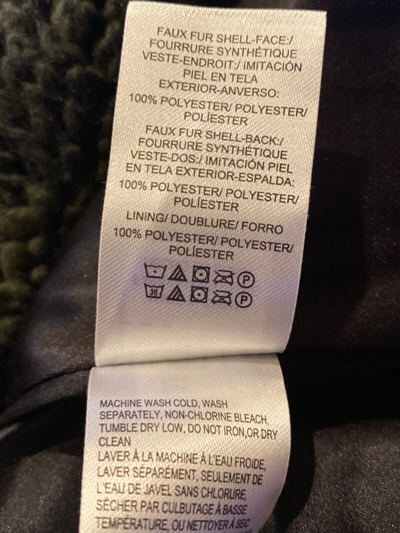 FAUX FUR SHELL-FACE:/
FOURRURE SYNTHÉTIQUE
VESTE-ENDROIT:/ IMITACIÓN
PIEL EN TELA
EXTERIOR-ANVERSO:
100% POLYESTER/ POLYESTER/
POLÍESTER
FAUX FUR SHELL-BACK:/
FOURRURE SYNTHÉTIQUE
VESTE-DOS:/ IMITACIÓN PIEL
EN TELA EXTERIOR-ESPALDA:
100% POLYESTER/ POLYESTER/
POLÍESTER
LINING/ DOUBLURE/ FORRO
100% POLYESTER/ POLYESTER/
POLÍESTER
P
30 P
MACHINE WASH COLD, WASH
SEPARATELY, NON-CHLORINE BLEACH,
TUMBLE DRY LOW, DO NOT IRON,OR DRY
CLEAN
LAVER À LA MACHINE À L'EAU FROIDE,
LAVER SÉPARÉMENT, SEULEMENT DE
L'EAU DE JAVEL SANS CHLORURE,
SÉCHER PAR CULBUTAGE À BASSE
TEMPÉRATURE, OU NETTOYER À SEC